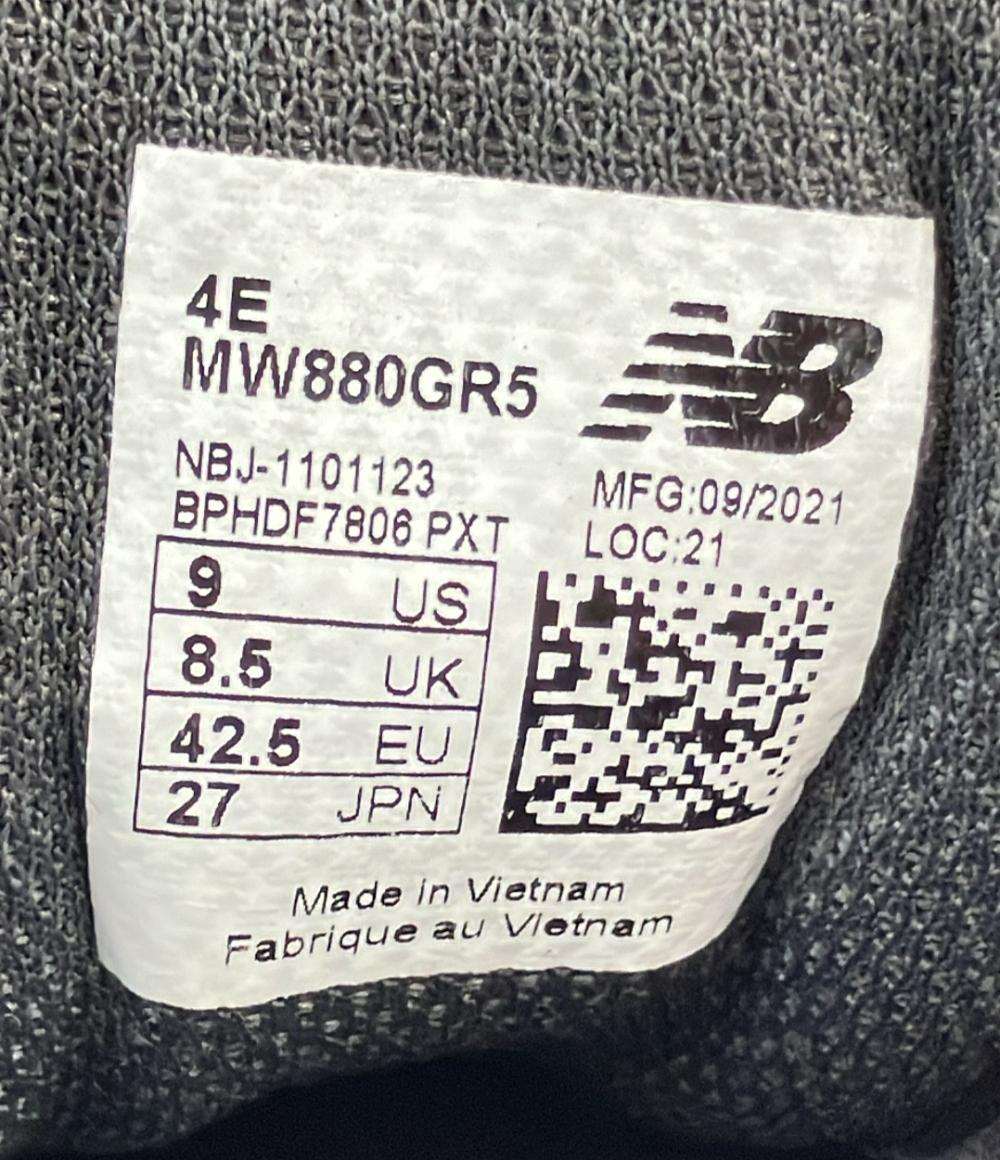 4E
MW880GR5
NB
NBJ-1101123
BPHDF7806 PXT
MFG:09/2021
LOC:21
9 US
8.5 UK
42.5 EU
27 JPN
Made in Vietnam
Fabrique au Vietnam